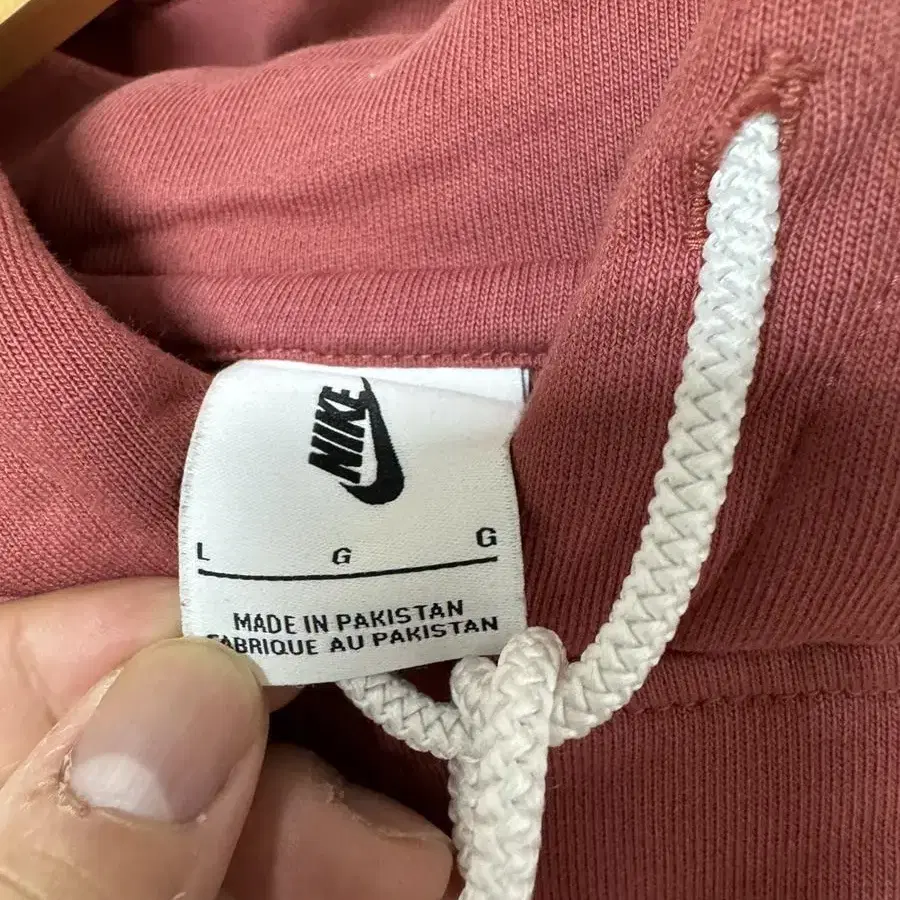 NIKE
L G G
MADE IN PAKISTAN
FABRIQUE AU PAKISTAN